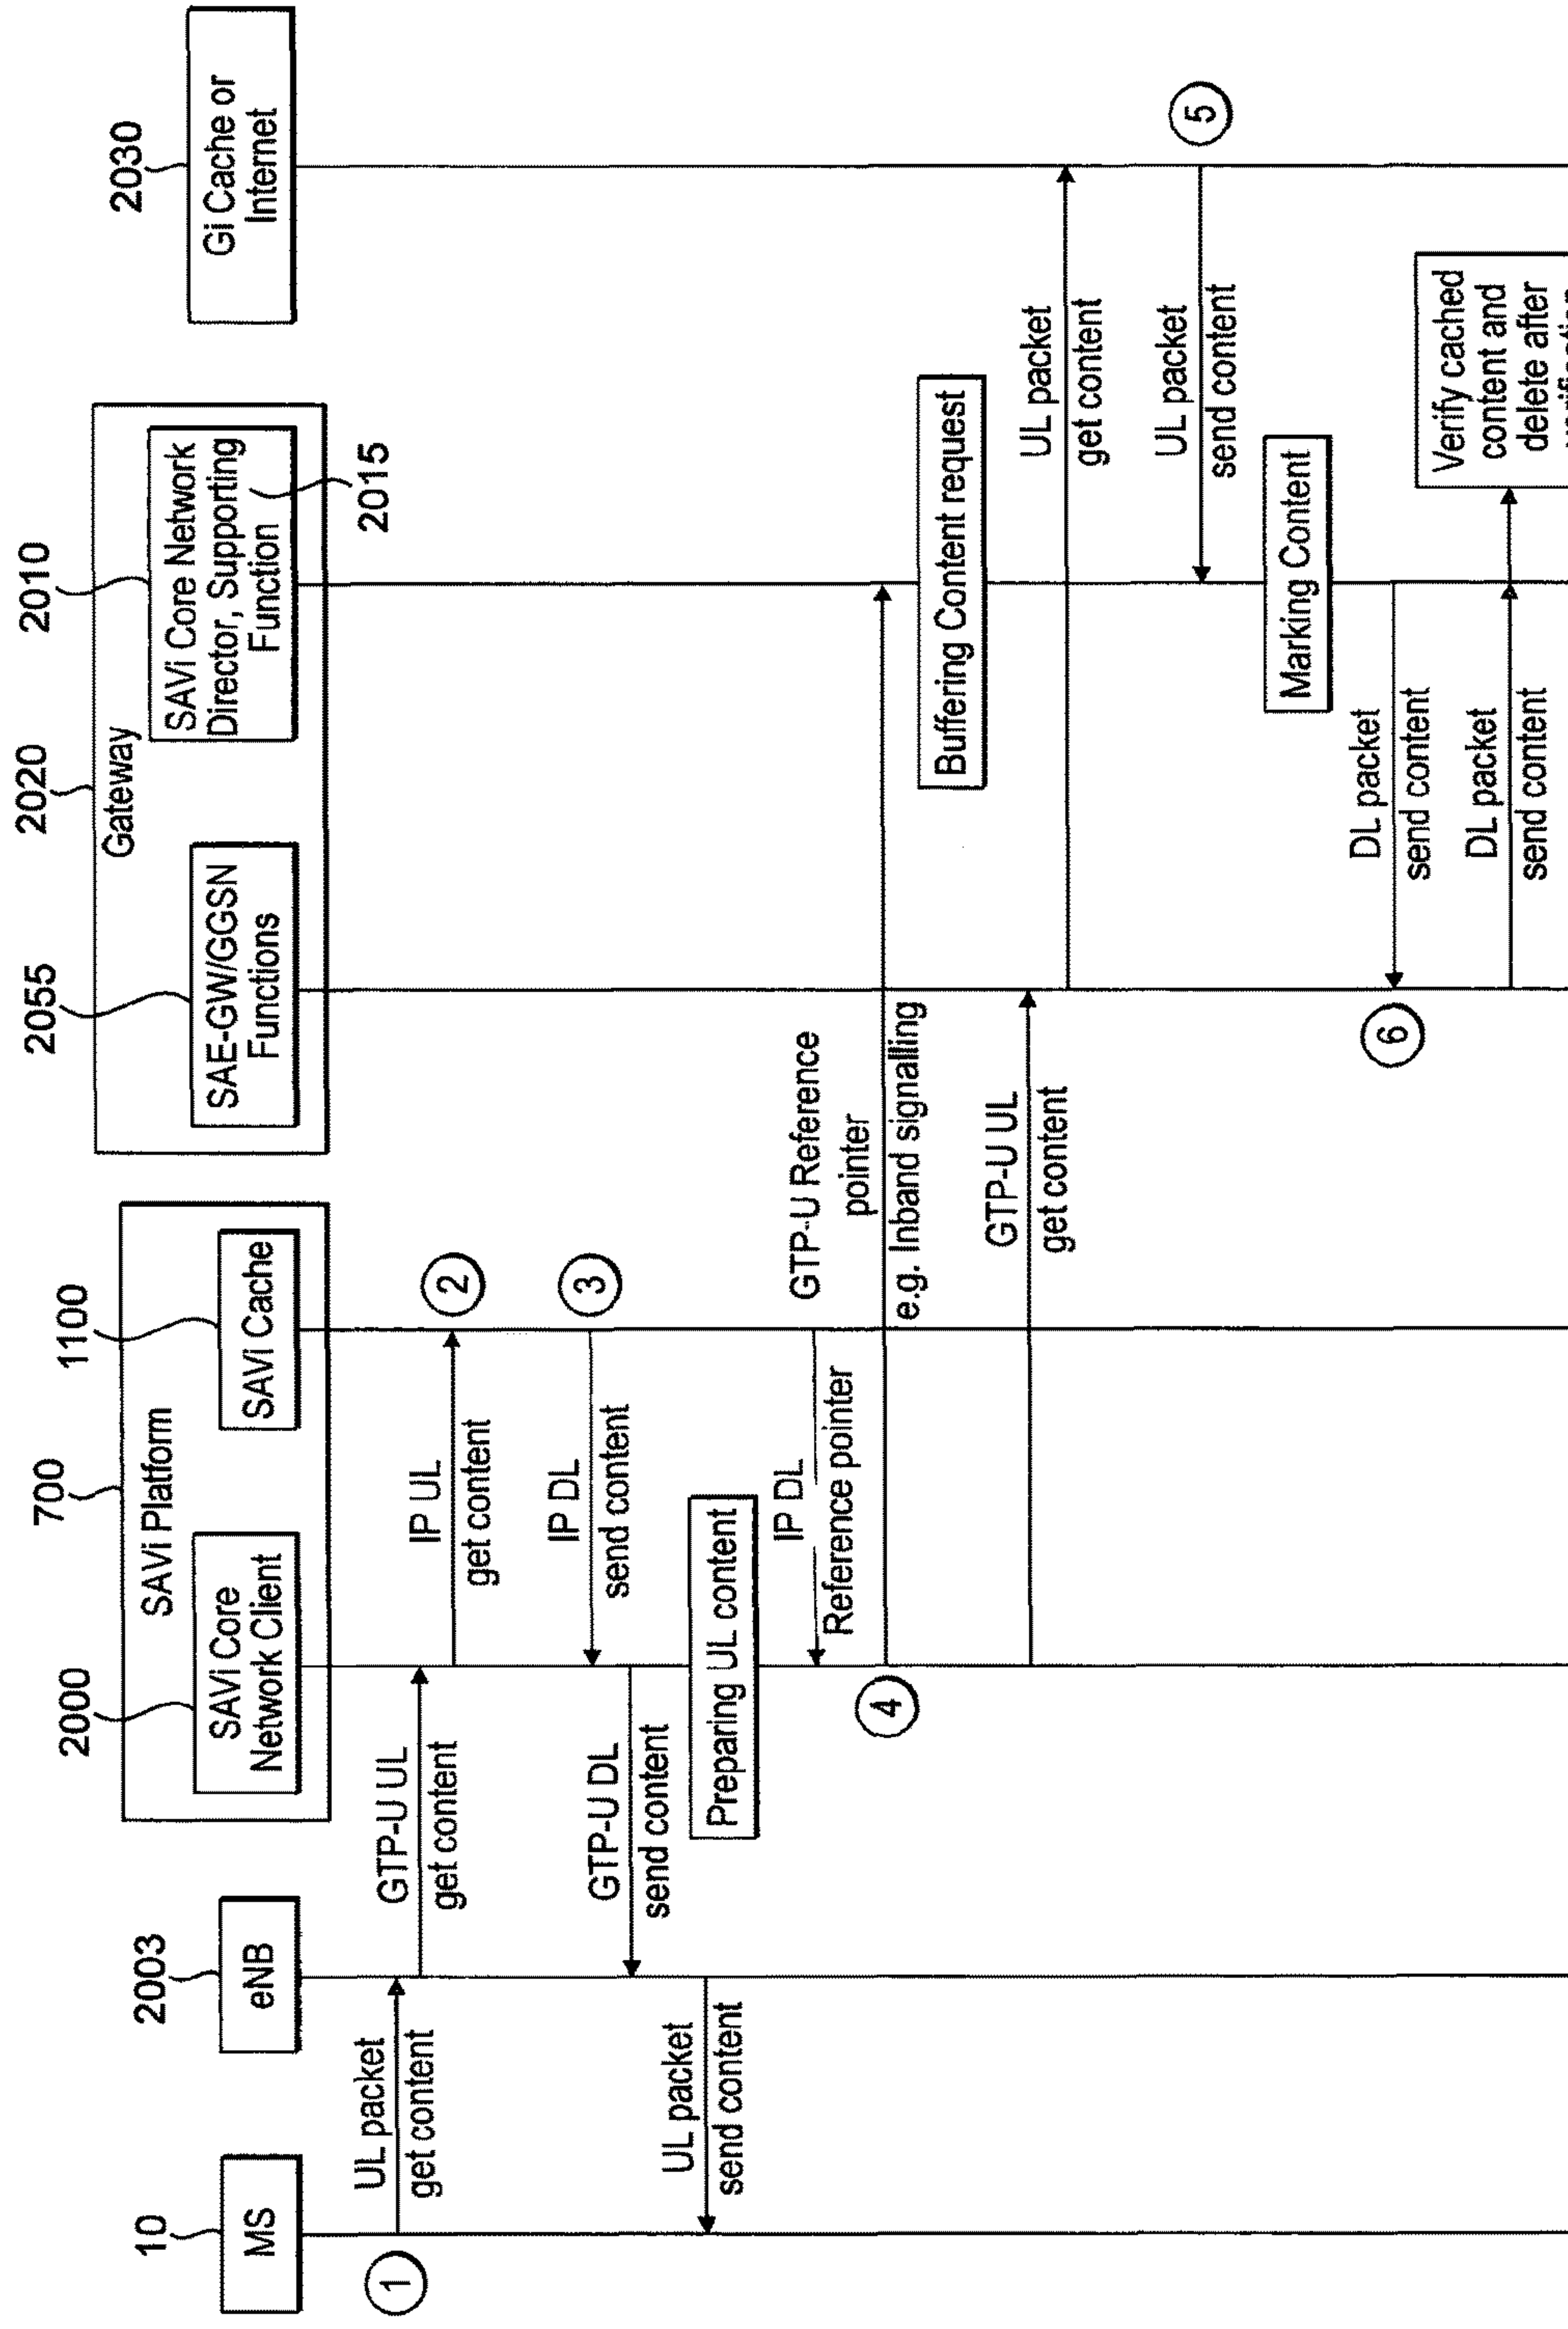 10
MS
2003
eNB
700
SAVi Platform
2000
SAVi Core
Network Client
1100
SAVi Cache
2020
Gateway
2055
SAE-GW/GGSN
Functions
2010
SAVi Core Network
Director, Supporting
Function
2015
2030
Gi Cache or
Internet
1
UL packet
get content
GTP-U UL
get content
IP UL
get content
2
IP DL
send content
3
GTP-U DL
send content
UL packet
send content
Preparing UL content
IP DL
Reference pointer
4
GTP-U Reference
pointer
e.g. Inband signalling
Buffering Content request
GTP-U UL
get content
UL packet
get content
UL packet
send content
5
Marking Content
6
DL packet
send content
DL packet
send content
Verify cached
content and
delete after